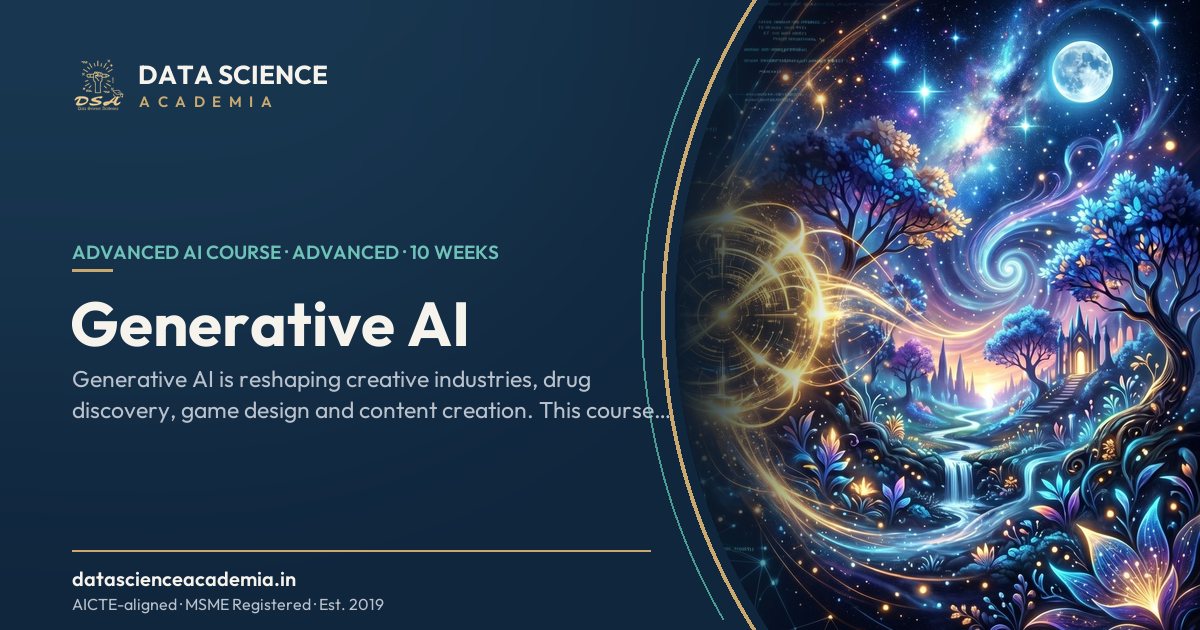 DSA
DATA SCIENCE
ACADEMIA
ADVANCED AI COURSE · ADVANCED · 10 WEEKS
Generative AI
Generative AI is reshaping creative industries, drug
discovery, game design and content creation. This course...
datascienceacademia.in
AICTE-aligned · MSME Registered · Est. 2019